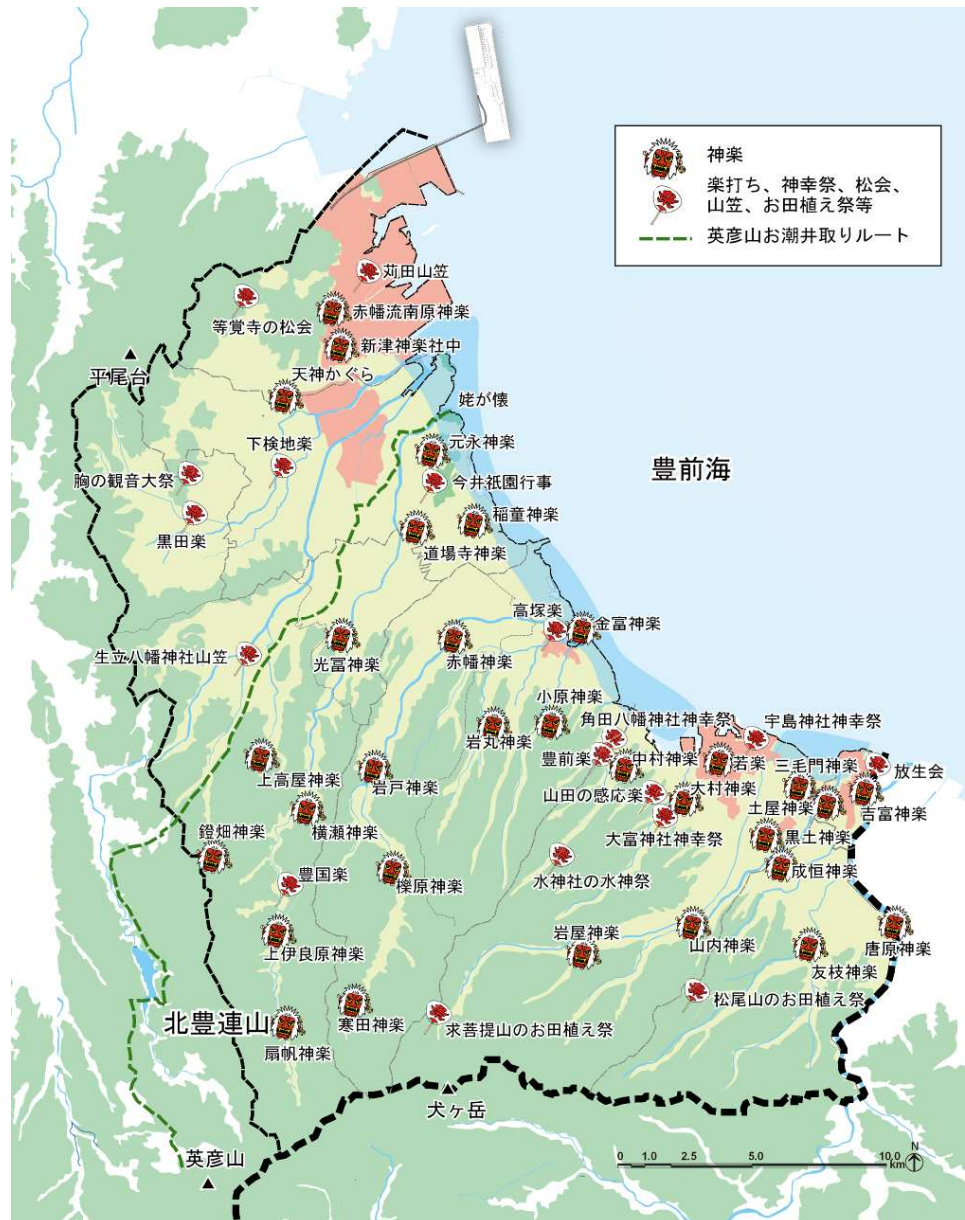 神楽
楽打ち、神幸祭、松会、
山笠、お田植え祭等
英彦山お潮井取りルート
苅田山笠
等覚寺の松会
赤幡流南原神楽
新津神楽社中
平尾台
天神かぐら
姥が懐
下検地楽
元永神楽
豊前海
胸の観音大祭
今井祇園行事
黒田楽
稲童神楽
道場寺神楽
高塚楽
金富神楽
生立八幡神社山笠
光冨神楽
赤幡神楽
小原神楽
角田八幡神社神幸祭
宇島神社神幸祭
岩丸神楽
豊前楽
中村神楽
若楽
三毛門神楽
放生会
上高屋神楽
岩戸神楽
山田の感応楽
大村神楽
土屋神楽
吉富神楽
横瀬神楽
大富神社神幸祭
黒土神楽
鐙畑神楽
豊国楽
櫟原神楽
水神社の水神祭
成恒神楽
上伊良原神楽
岩屋神楽
山内神楽
友枝神楽
唐原神楽
松尾山のお田植え祭
北豊連山
寒田神楽
求菩提山のお田植え祭
扇帆神楽
犬ヶ岳
英彦山
0 1.0 2.5 5.0 10.0
km
N